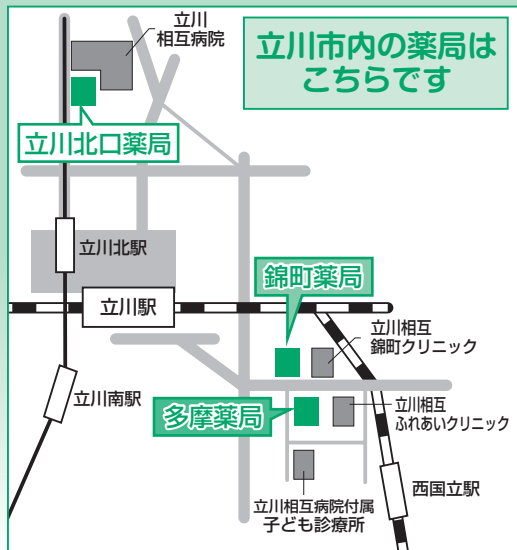 立川
相互病院
立川市内の薬局は
こちらです
立川北口薬局
立川北駅
錦町薬局
立川駅
立川相互
錦町クリニック
立川南駅
多摩薬局
立川相互
ふれあいクリニック
西国立駅
立川相互病院付属
子ども診療所